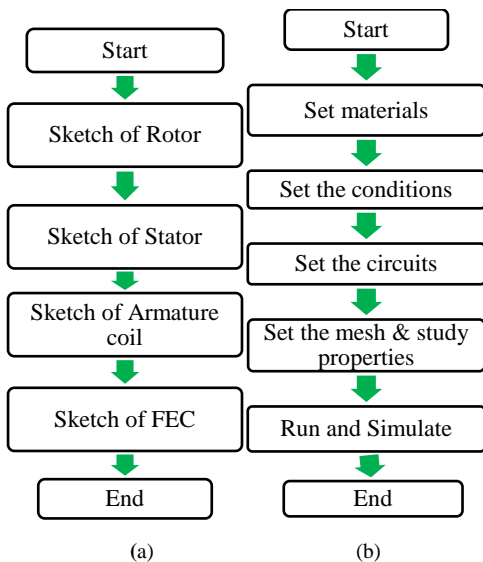 Start
Sketch of Rotor
Sketch of Stator
Sketch of Armature
coil
Sketch of FEC
End
(a)
Start
Set materials
Set the conditions
Set the circuits
Set the mesh & study
properties
Run and Simulate
End
(b)